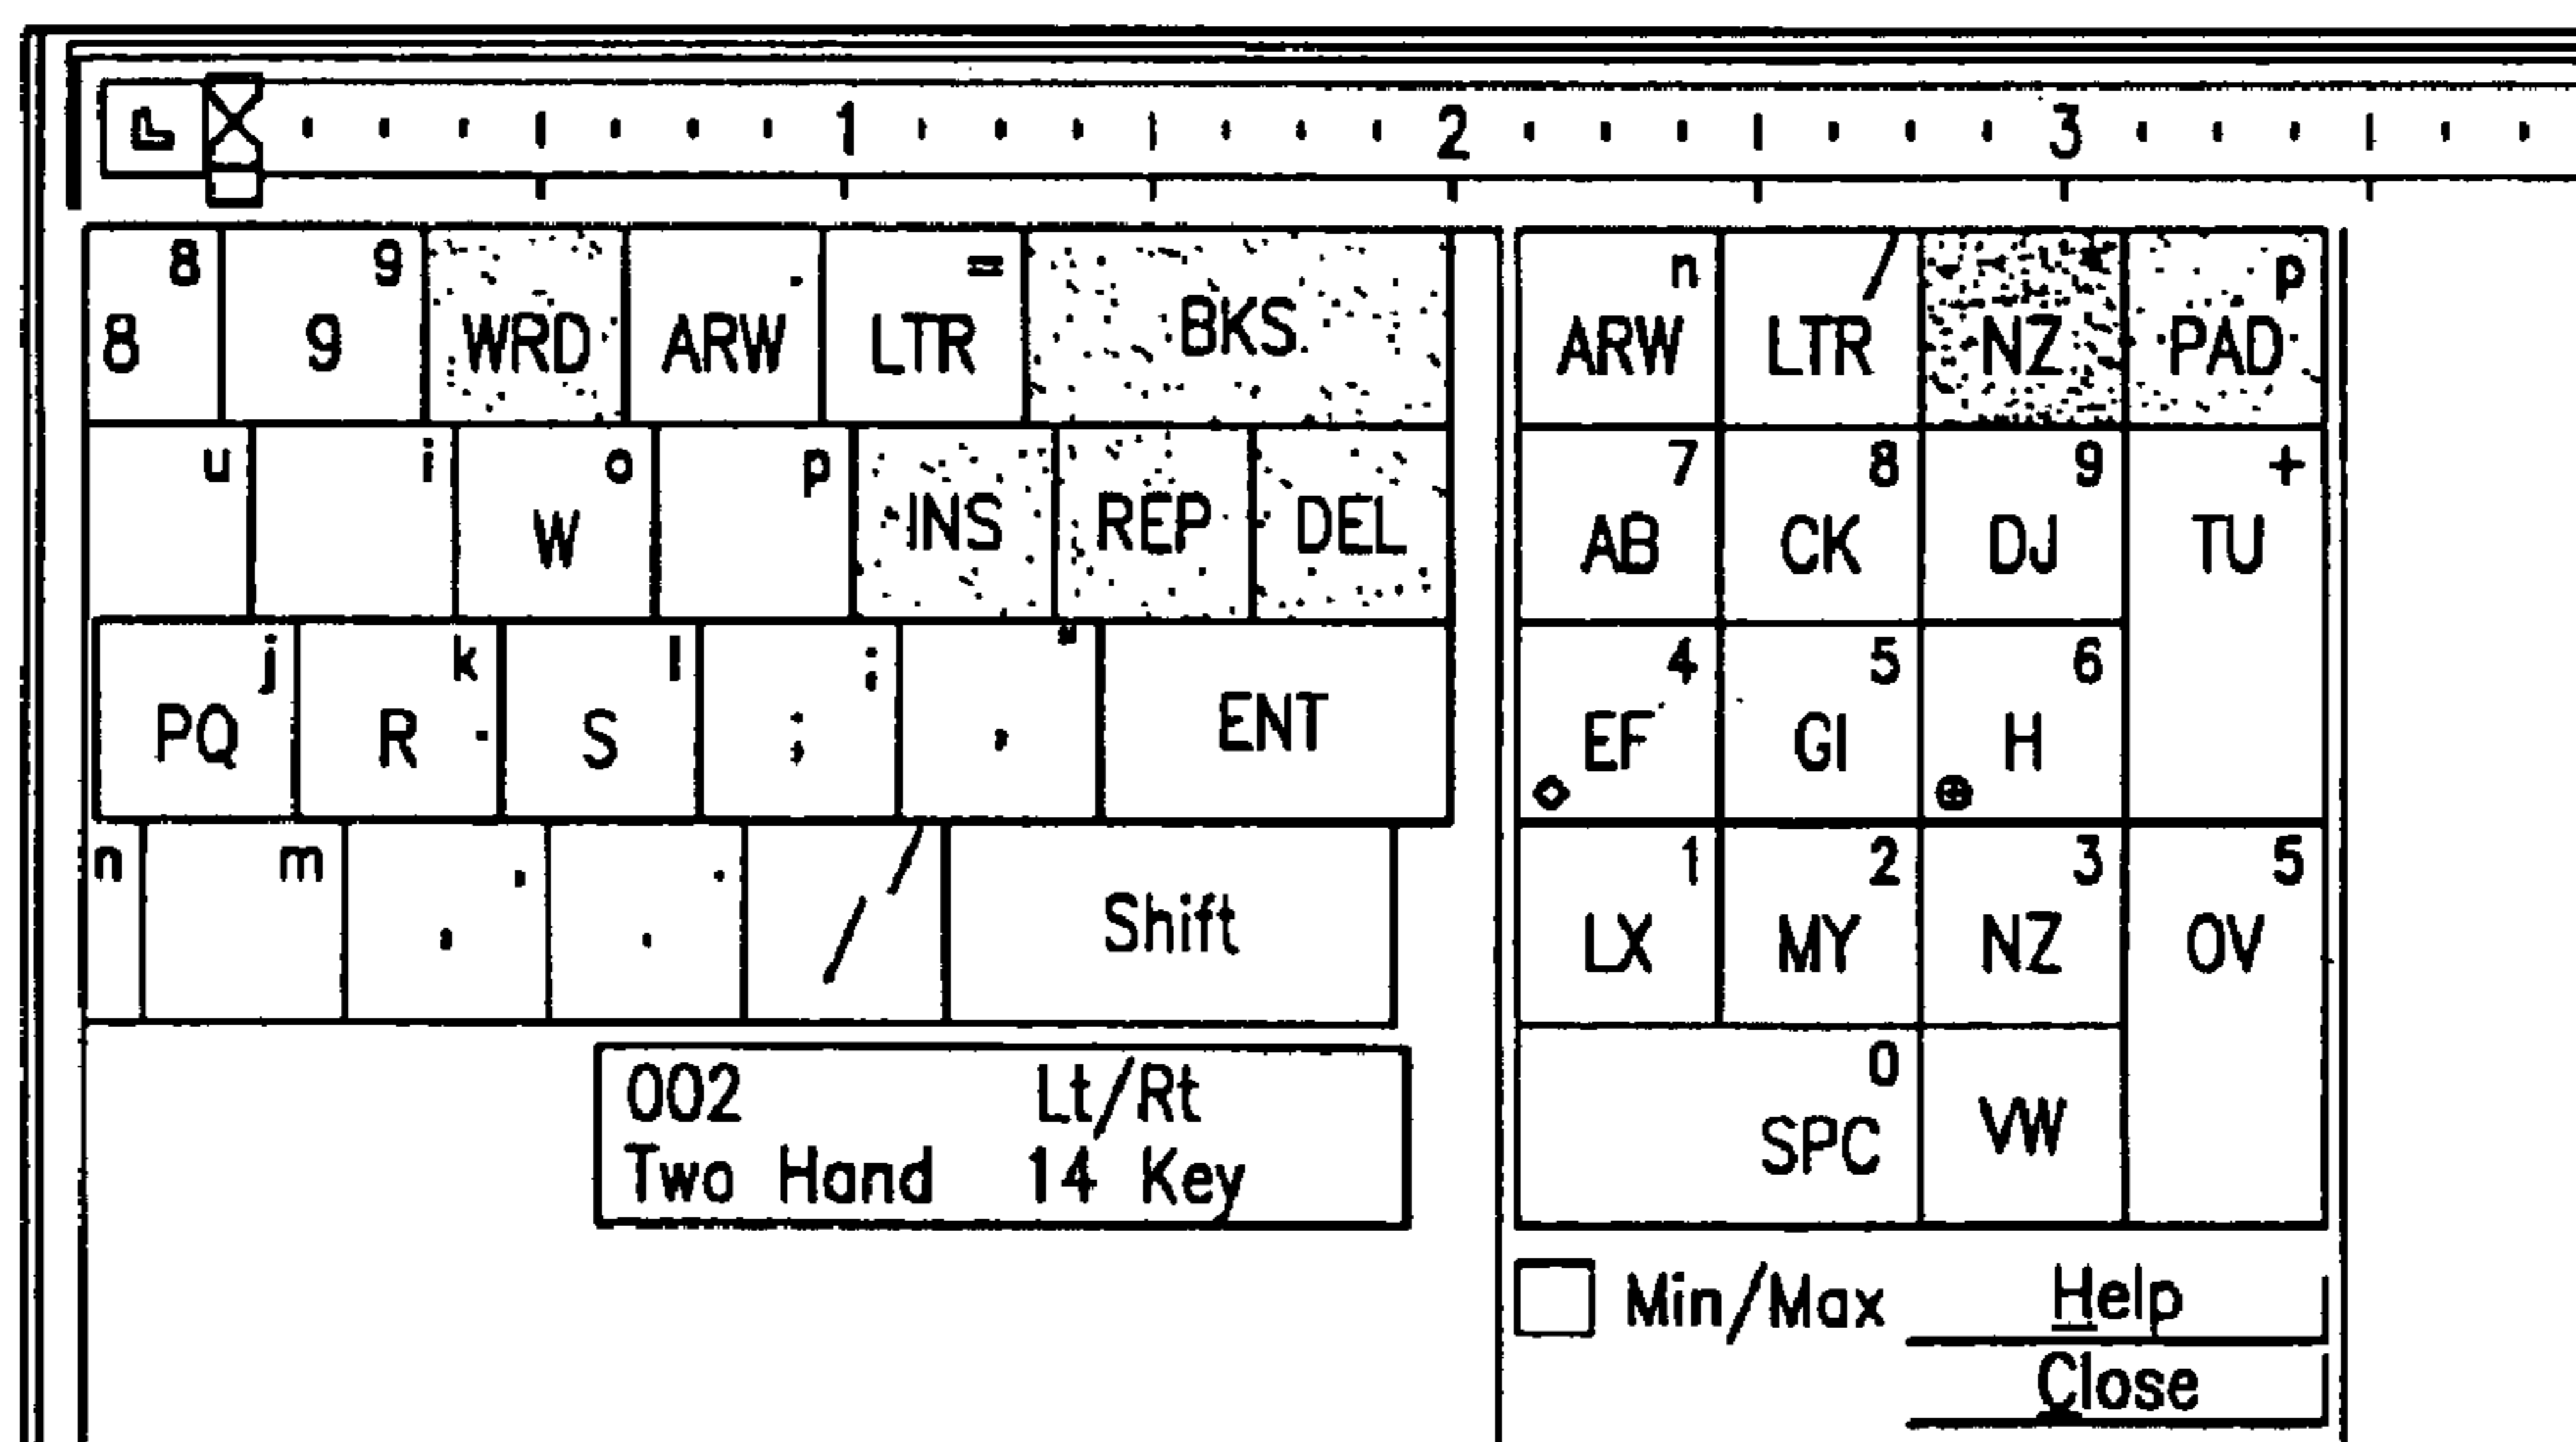 1 2 3
8 9 . = n / p
8 9 WRD ARW LTR BKS ARW LTR NZ PAD
u i o p 7 8 9 +
W INS REP DEL AB CK DJ TU
j k l ; " 4 5 6
PQ R . S ; , ENT EF GI H
n m , . / 1 2 3 5
, . / Shift LX MY NZ OV
002 Lt/Rt 0
Two Hand 14 Key SPC VW
Min/Max Help
Close